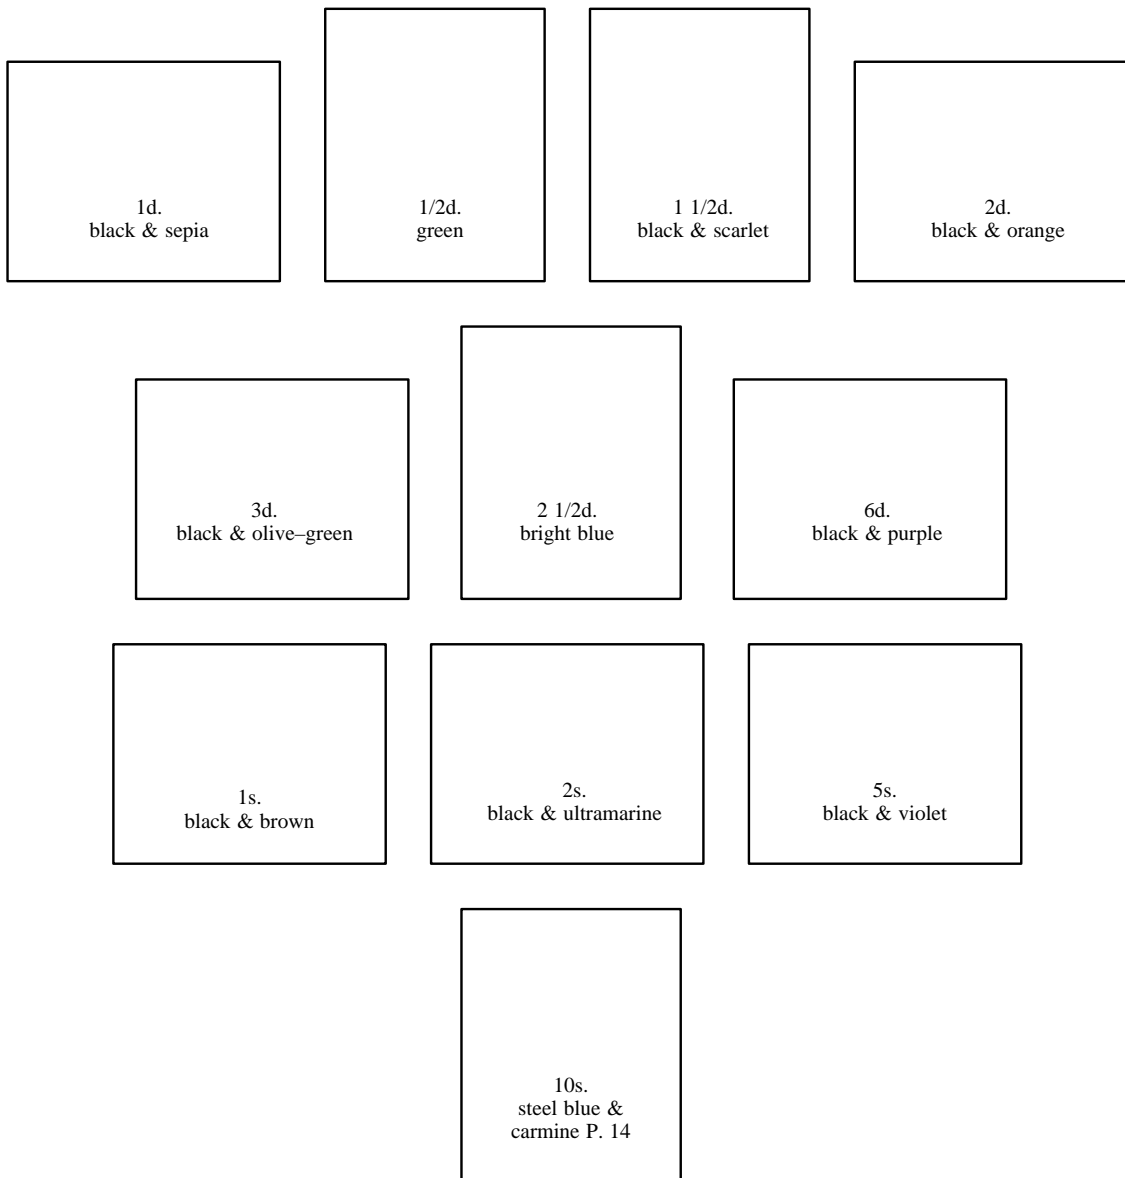 1d.
black & sepia
1/2d.
green
1 1/2d.
black & scarlet
2d.
black & orange
3d.
black & olive–green
2 1/2d.
bright blue
6d.
black & purple
1s.
black & brown
2s.
black & ultramarine
5s.
black & violet
10s.
steel blue &
carmine P. 14